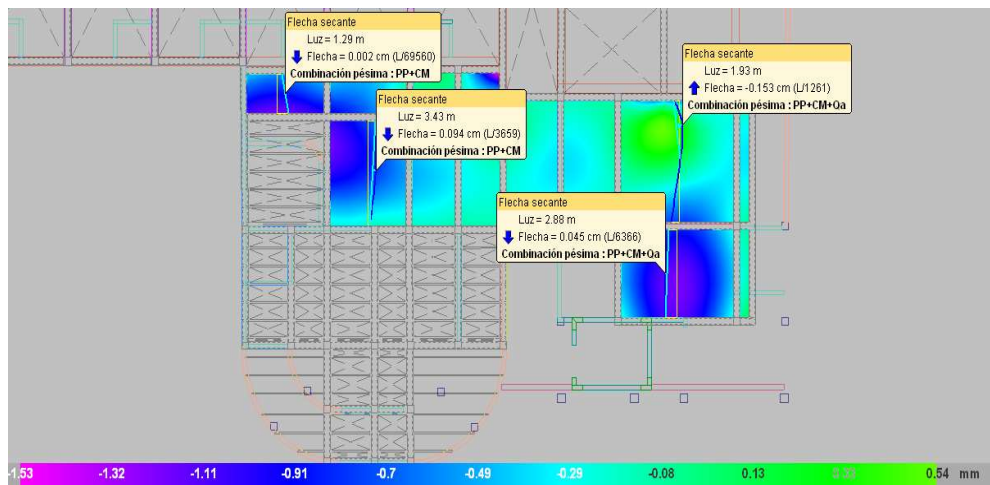 Flecha secante
Luz = 1.29 m
Flecha = 0.002 cm (L/69560)
Combinación pésima : PP+CM
Flecha secante
Luz = 1.93 m
Flecha = -0.153 cm (L/1261)
Combinación pésima : PP+CM+Qa
Flecha secante
Luz = 3.43 m
Flecha = 0.094 cm (L/3659)
Combinación pésima : PP+CM
Flecha secante
Luz = 2.88 m
Flecha = 0.045 cm (L/6366)
Combinación pésima : PP+CM+Qa
-1.53 -1.32 -1.11 -0.91 -0.7 -0.49 -0.28 -0.08 0.13 0.54 mm